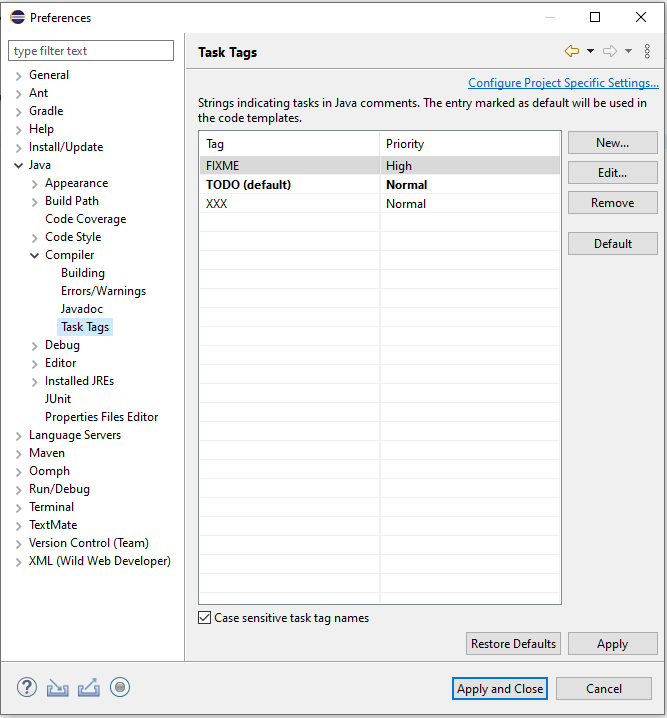 Preferences
type filter text
General
Ant
Gradle
Help
Install/Update
Java
Appearance
Build Path
Code Coverage
Code Style
Compiler
Building
Errors/Warnings
Javadoc
Task Tags
Debug
Editor
Installed JREs
JUnit
Properties Files Editor
Language Servers
Maven
Oomph
Run/Debug
Terminal
TextMate
Version Control (Team)
XML (Wild Web Developer)
Task Tags
Configure Project Specific Settings...
Strings indicating tasks in Java comments. The entry marked as default will be used in
the code templates.
Tag Priority
FIXME High
TODO (default) Normal
XXX Normal
New...
Edit...
Remove
Default
Case sensitive task tag names
Restore Defaults Apply
Apply and Close Cancel